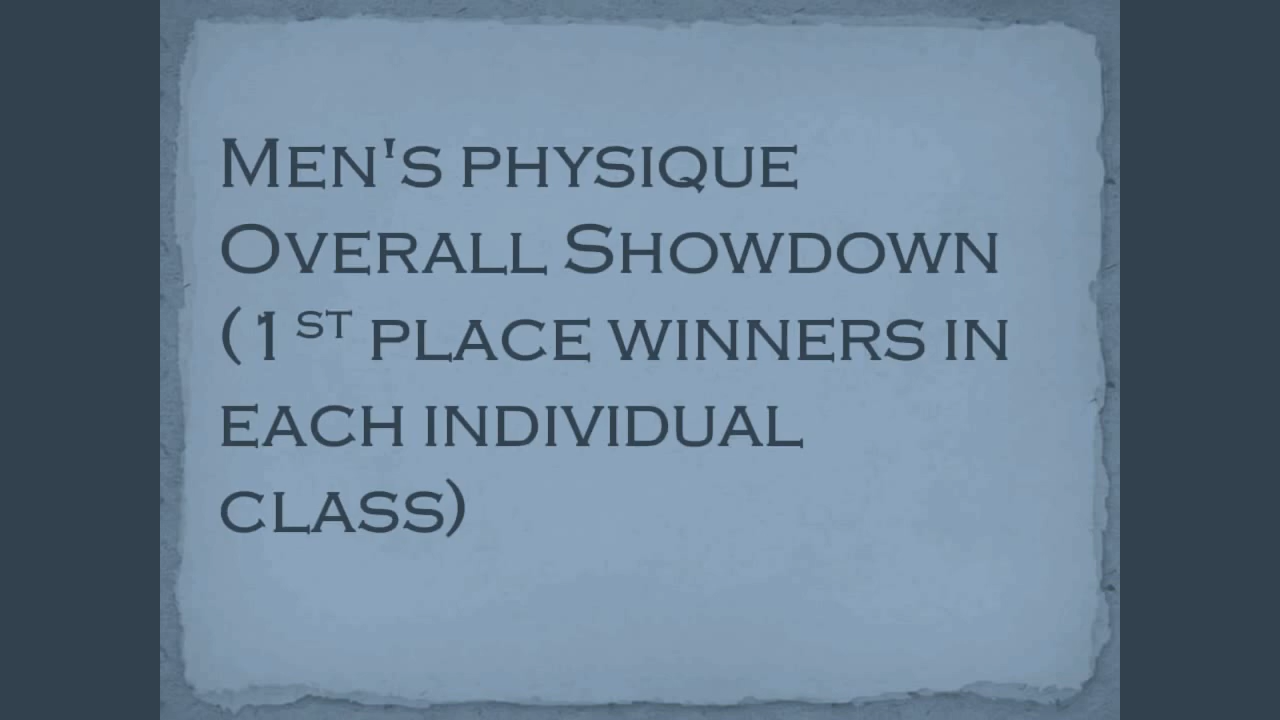 Men's physique
Overall Showdown
(1st place winners in
each individual
class)